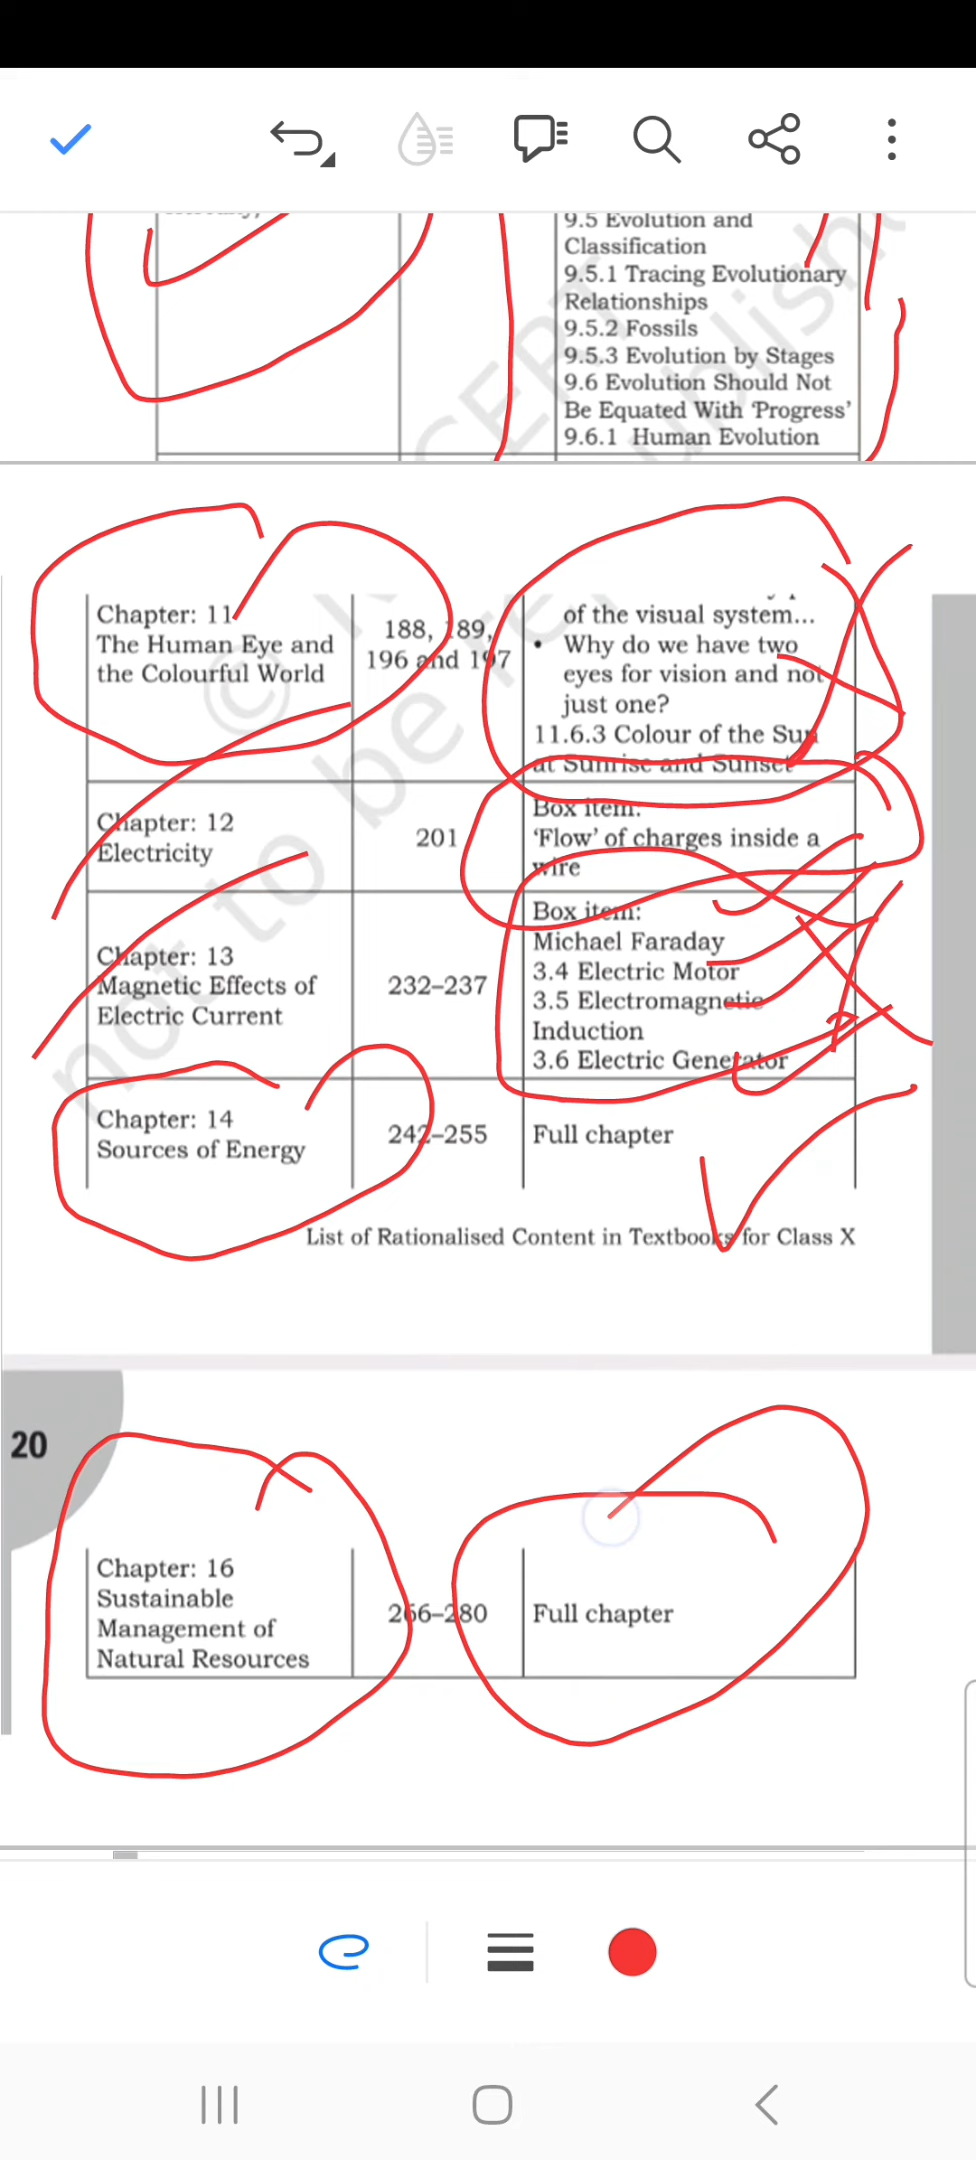 9.5 Evolution and
Classification
9.5.1 Tracing Evolutionary
Relationships
9.5.2 Fossils
9.5.3 Evolution by Stages
9.6 Evolution Should Not
Be Equated With ‘Progress’
9.6.1 Human Evolution
Chapter: 11
The Human Eye and
the Colourful World
188, 189,
196 and 197
of the visual system...
• Why do we have two
eyes for vision and not
just one?
11.6.3 Colour of the Sun
at Sunrise and Sunset
Chapter: 12
Electricity
201
Box item:
‘Flow’ of charges inside a
wire
Chapter: 13
Magnetic Effects of
Electric Current
232–237
Box item:
Michael Faraday
3.4 Electric Motor
3.5 Electromagnetic
Induction
3.6 Electric Generator
Chapter: 14
Sources of Energy
242–255
Full chapter
List of Rationalised Content in Textbooks for Class X
20
Chapter: 16
Sustainable
Management of
Natural Resources
266–280
Full chapter
not to be re